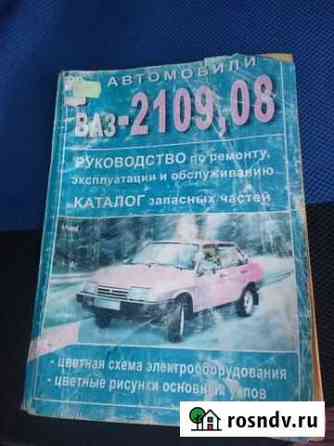 АВТОМОБИЛИ
ВАЗ-2109,08
РУКОВОДСТВО по ремонту,
эксплуатации и обслуживанию
КАТАЛОГ запасных частей
- цветная схема электрооборудования
- цветные рисунки основных узлов
rosndv.ru